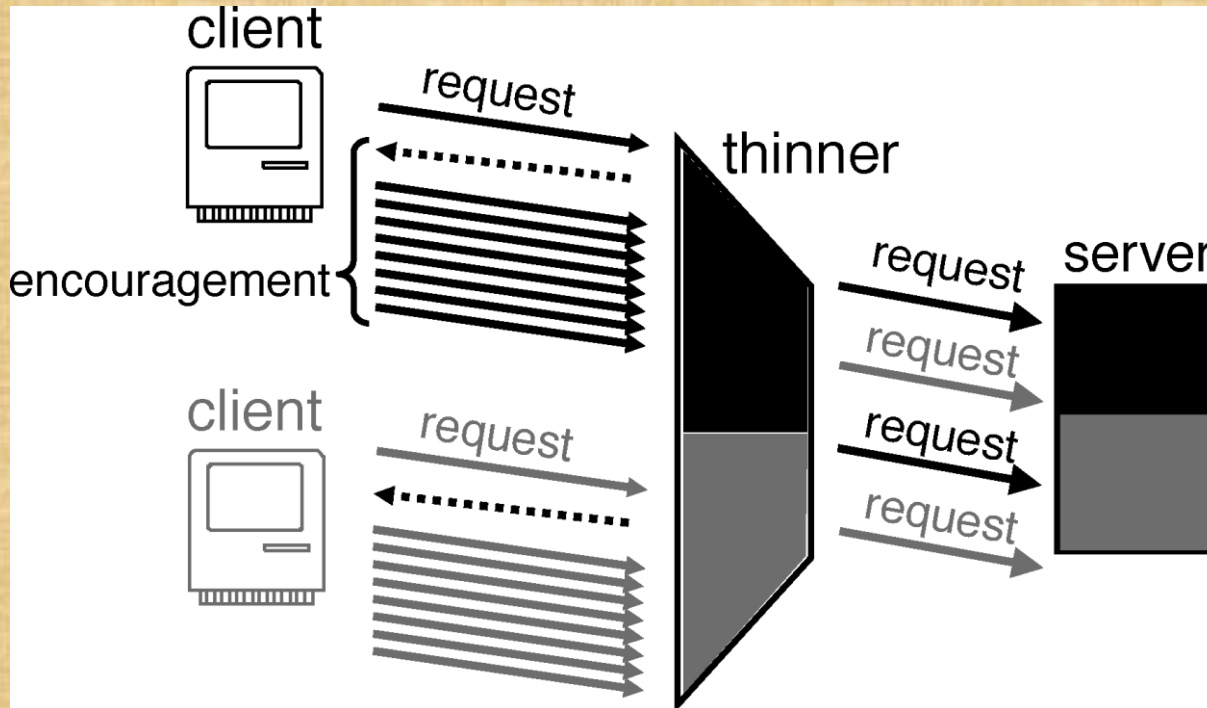 client
request
thinner
encouragement
request
server
request
client
request
request
request